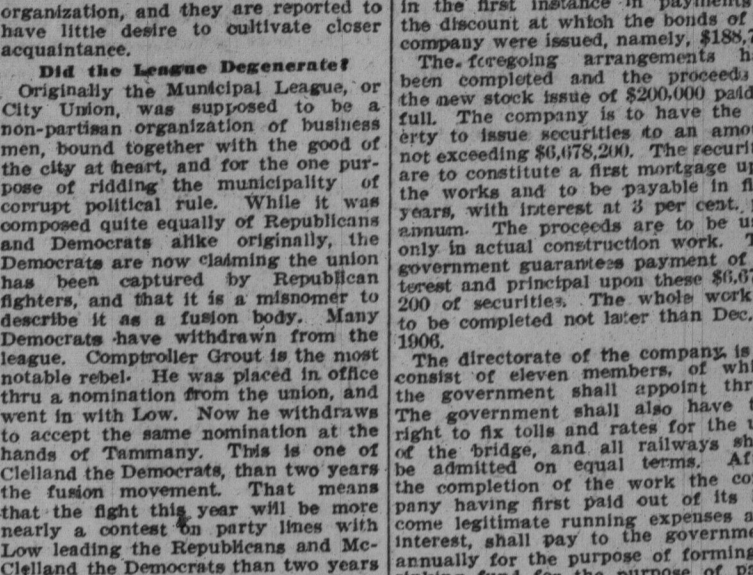 organization, and they are reported to
have little desire to cultivate closer
acquaintance.
Did the League Degenerate?
Originally the Municipal League, or
City Union, was supposed to be a
non-partisan organization of business
men, bound together with the good of
the city at heart, and for the one pur-
pose of ridding the municipality of
corrupt political rule. While it was
composed quite equally of Republicans
and Democrats alike originally, the
Democrats are now claiming the union
has been captured by Republican
fighters, and that it is a misnomer to
describe it as a fusion body. Many
Democrats have withdrawn from the
league. Comptroller Grout is the most
notable rebel. He was placed in office
thru a nomination from the union, and
went in with Low. Now he withdraws
to accept the same nomination at the
hands of Tammany. This is one of
Clelland the Democrats, than two years
the fusion movement. That means
that the fight this year will be more
nearly a contest on party lines with
Low leading the Republicans and Mc-
Clelland the Democrats than two years
in the first instance in payments
the discount at which the bonds of
company were issued, namely, $188,7
The foregoing arrangements h
been completed and the proceeds
the new stock issue of $200,000 paid
full. The company is to have the
erty to issue securities to an amo
not exceeding $6,678,200. The securit
are to constitute a first mortgage up
the works and to be payable in fi
years, with interest at 3 per cent.
annum. The proceeds are to be u
only in actual construction work. T
government guarantees payment of
terest and principal upon these $6,67
200 of securities. The whole work
to be completed not later than Dec.
1906.
The directorate of the company is
consist of eleven members, of whi
the government shall appoint thr
The government shall also have t
right to fix tolls and rates for the u
of the bridge, and all railways sh
be admitted on equal terms. Af
the completion of the work the co
pany having first paid out of its
come legitimate running expenses a
interest, shall pay to the governme
annually for the purpose of forming
fund for the purpose of